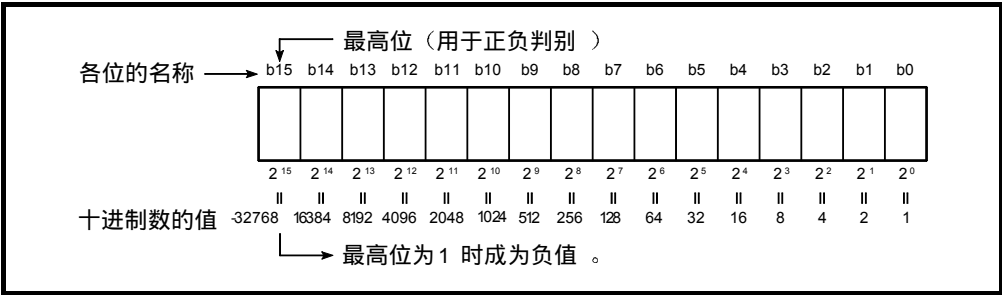 最高位（用于正负判别 ）
各位的名称 b15 b14 b13 b12 b11 b10 b9 b8 b7 b6 b5 b4 b3 b2 b1 b0
2¹⁵ 2¹⁴ 2¹³ 2¹² 2¹¹ 2¹⁰ 2⁹ 2⁸ 2⁷ 2⁶ 2⁵ 2⁴ 2³ 2² 2¹ 2⁰
= = = = = = = = = = = = = = = =
十进制数的值 -32768 16384 8192 4096 2048 1024 512 256 128 64 32 16 8 4 2 1
最高位为1 时成为负值 。